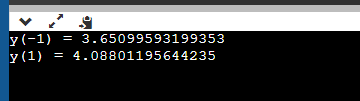 y(-1) = 3.65099593199353
y(1) = 4.08801195644235